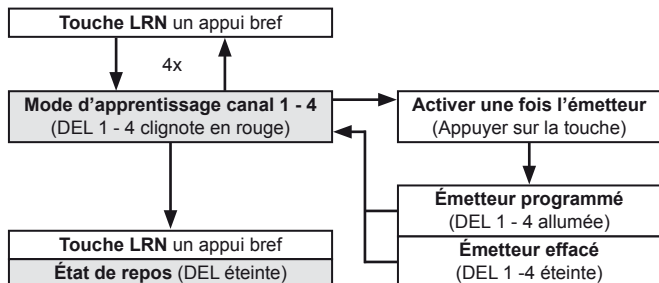 Touche LRN un appui bref
4x
Mode d'apprentissage canal 1 - 4
(DEL 1 - 4 clignote en rouge)
Activer une fois l'émetteur
(Appuyer sur la touche)
Émetteur programmé
(DEL 1 - 4 allumée)
Émetteur effacé
(DEL 1 -4 éteinte)
Touche LRN un appui bref
État de repos (DEL éteinte)